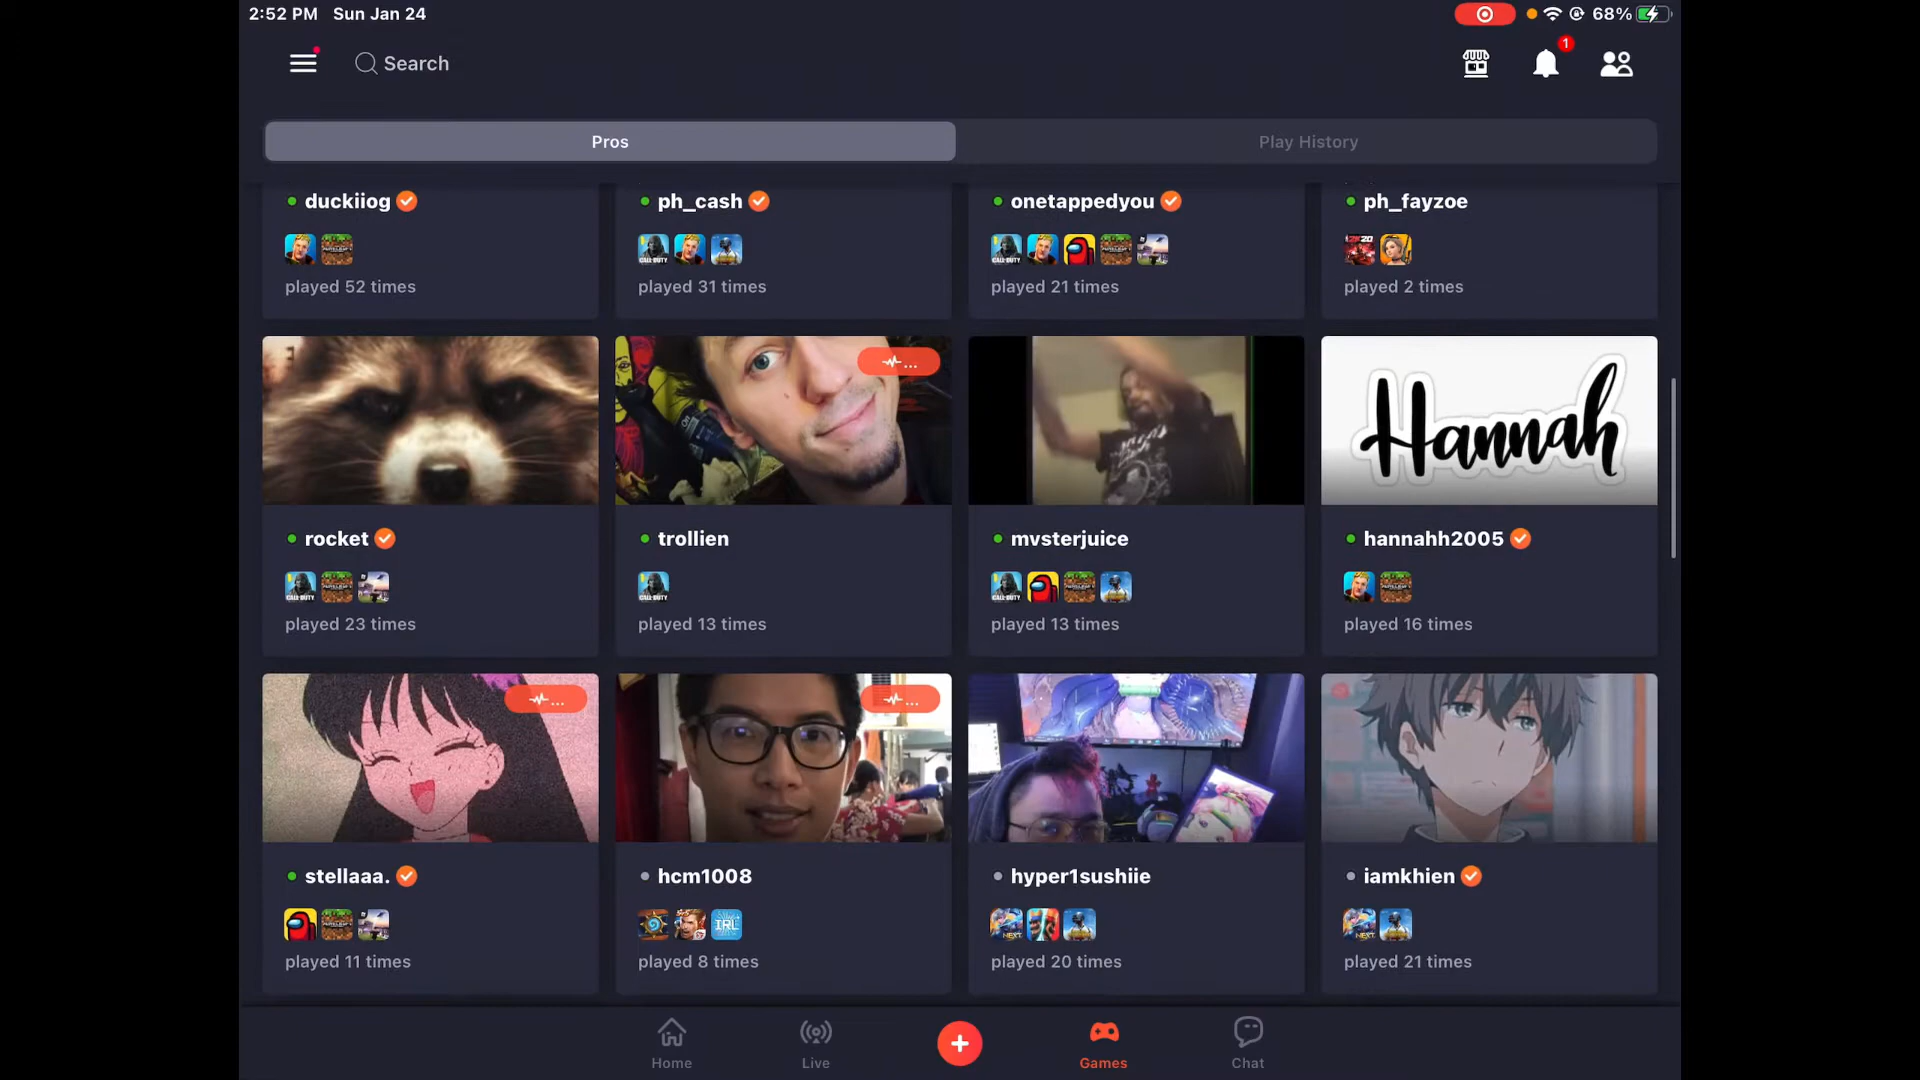 2:52 PM Sun Jan 24
68%
Search
1
Pros
Play History
duckiiog
ph_cash
onetappedyou
ph_fayzoe
played 52 times
played 31 times
played 21 times
played 2 times
Hannah
...
rocket
trollien
mvsterjuice
hannahh2005
played 23 times
played 13 times
played 13 times
played 16 times
...
...
stellaaa.
hcm1008
hyper1sushiie
iamkhien
IRL
played 11 times
played 8 times
played 20 times
played 21 times
Home
Live
Games
Chat